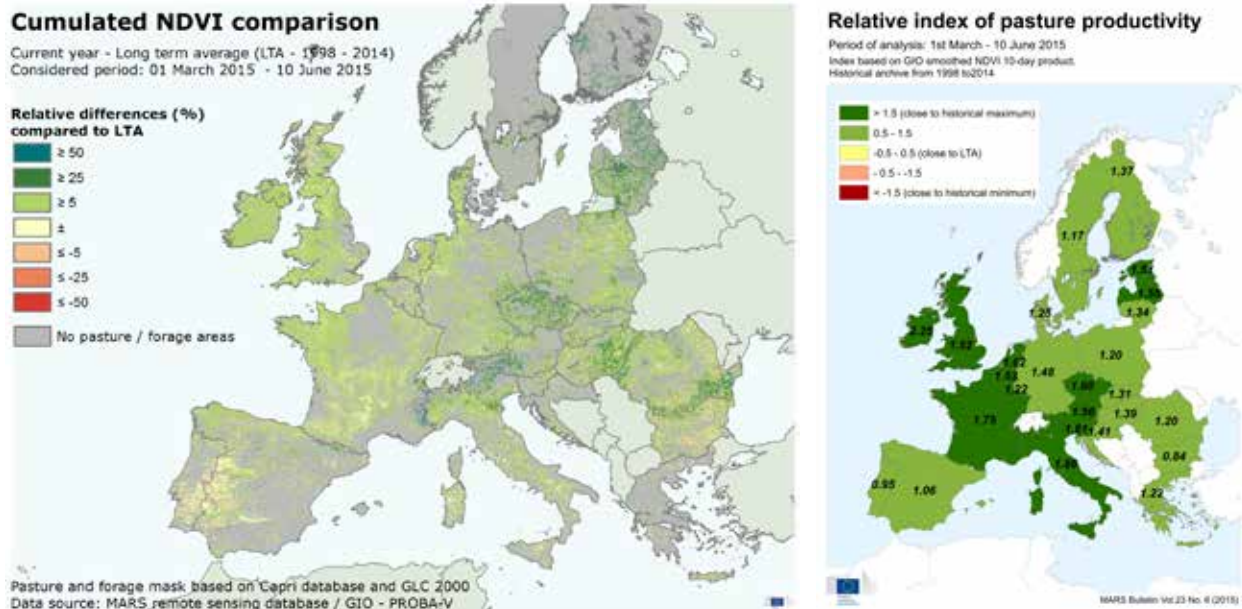 Cumulated NDVI comparison
Current year - Long term average (LTA - 1998 - 2014)
Considered period: 01 March 2015 - 10 June 2015
Relative differences (%)
compared to LTA
≥ 50
≥ 25
≥ 5
±
≤ -5
≤ -25
≤ -50
No pasture / forage areas
Pasture and forage mask based on Capri database and GLC 2000
Data source: MARS remote sensing database / GIO - PROBA-V
Relative index of pasture productivity
Period of analysis: 1st March - 10 June 2015
Index based on GIO smoothed NDVI 10-day product.
Historical archive from 1998 to2014
> 1.5 (close to historical maximum)
0.5 - 1.5
-0.5 - 0.5 (close to LTA)
- 0.5 - -1.5
< -1.5 (close to historical minimum)
1.37
1.17
1.34
1.25
1.20
1.48
1.22
1.31
1.39
1.41
1.20
0.84
0.95
1.06
1.22
MARS Bulletin Vol.23 No. 6 (2015)